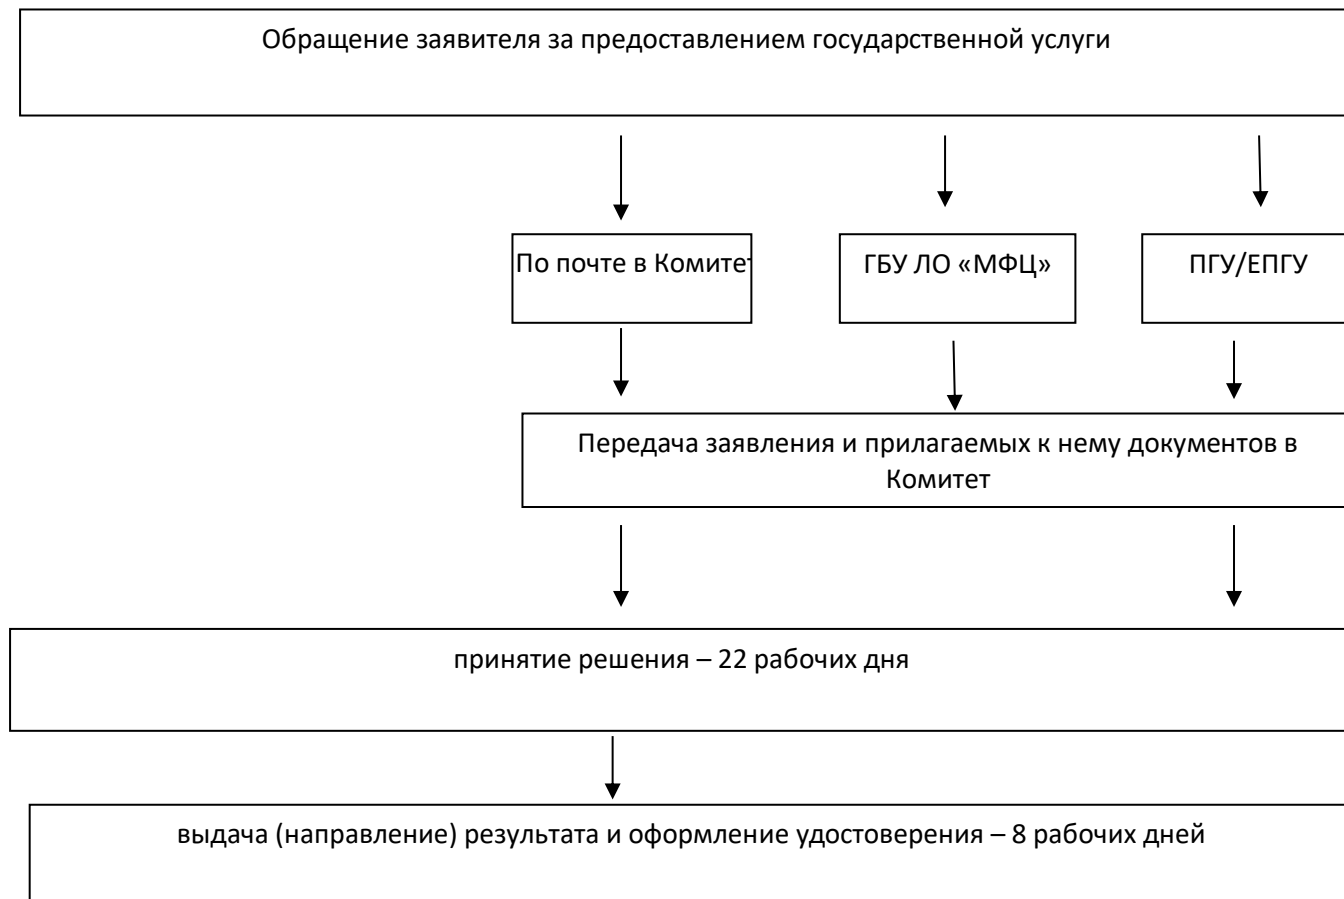 Обращение заявителя за предоставлением государственной услуги
По почте в Комитет
ГБУ ЛО «МФЦ»
ПГУ/ЕПГУ
Передача заявления и прилагаемых к нему документов в
Комитет
принятие решения – 22 рабочих дня
выдача (направление) результата и оформление удостоверения – 8 рабочих дней